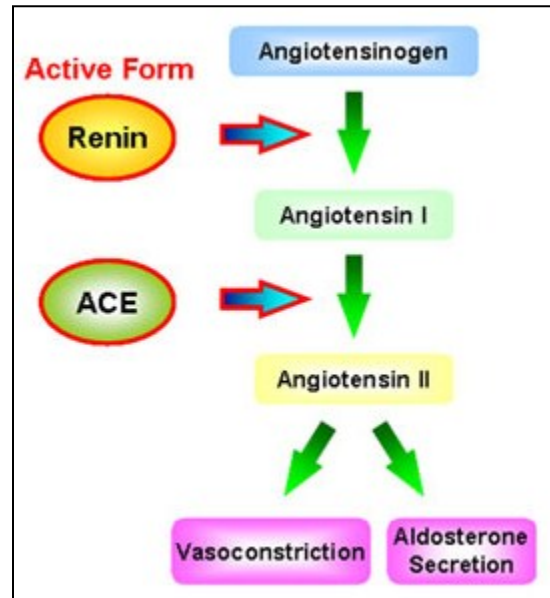 Angiotensinogen
Active Form
Renin
Angiotensin I
ACE
Angiotensin II
Vasoconstriction
Aldosterone
Secretion